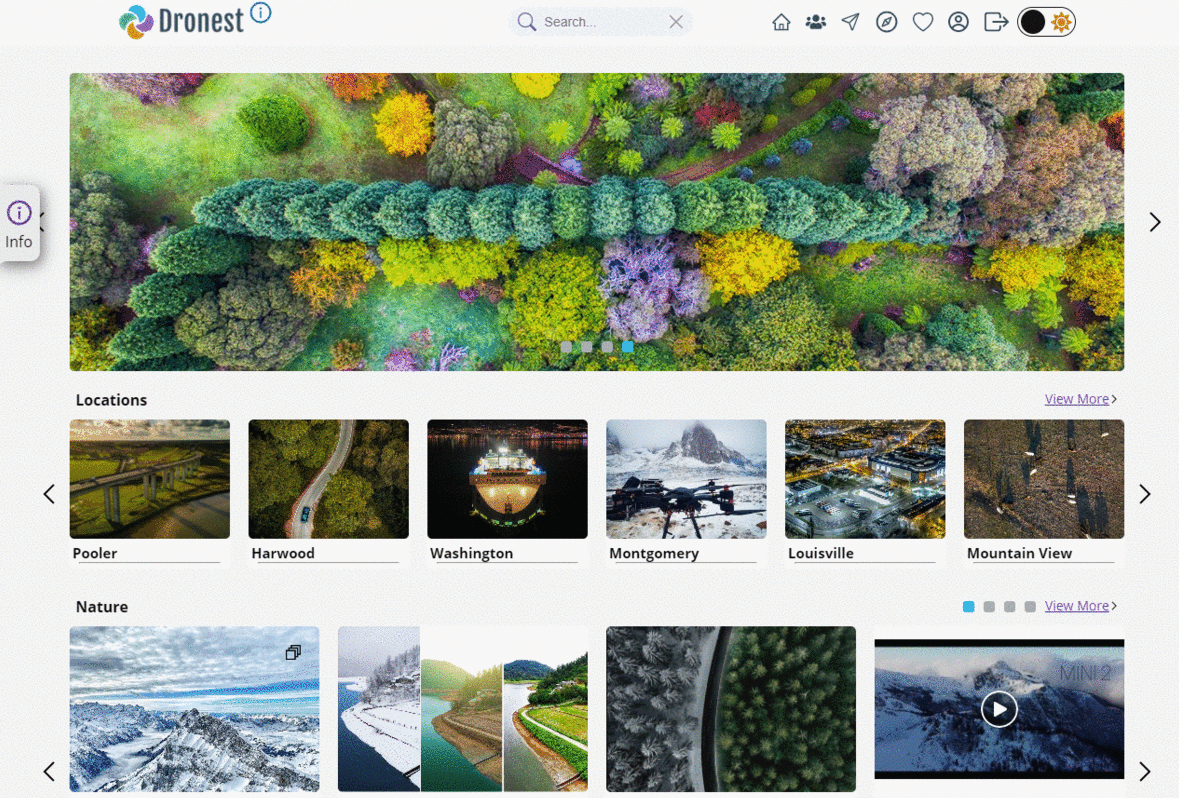 Dronest
Search...
Info
Locations
View More
Pooler
Harwood
Washington
Montgomery
Louisville
Mountain View
Nature
View More
MINI 2